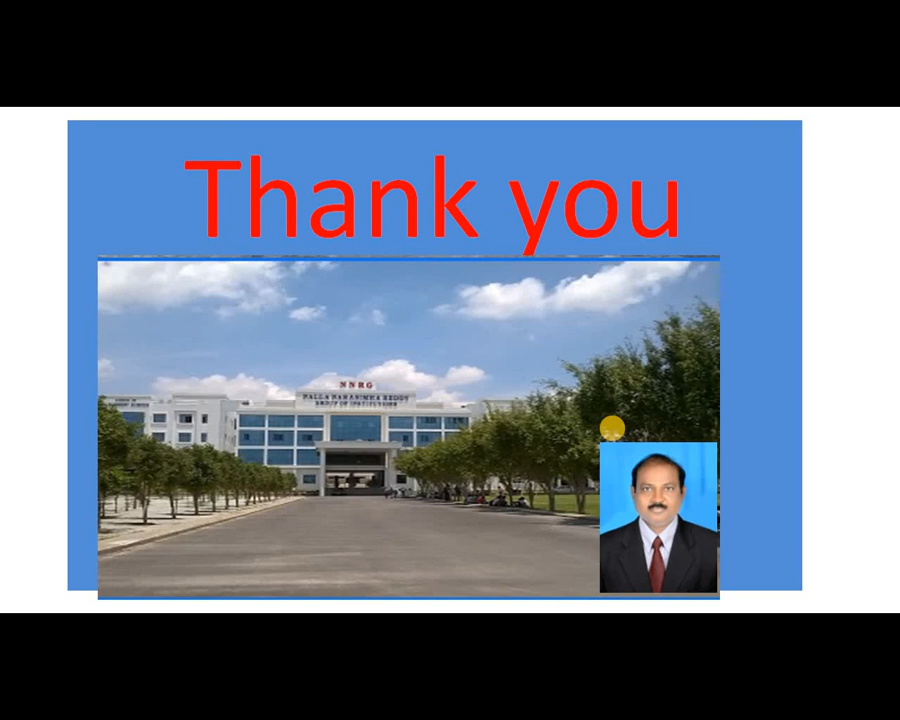 Thank you
NNRG
NALLA NARASIMHA REDDY
GROUP OF INSTITUTIONS